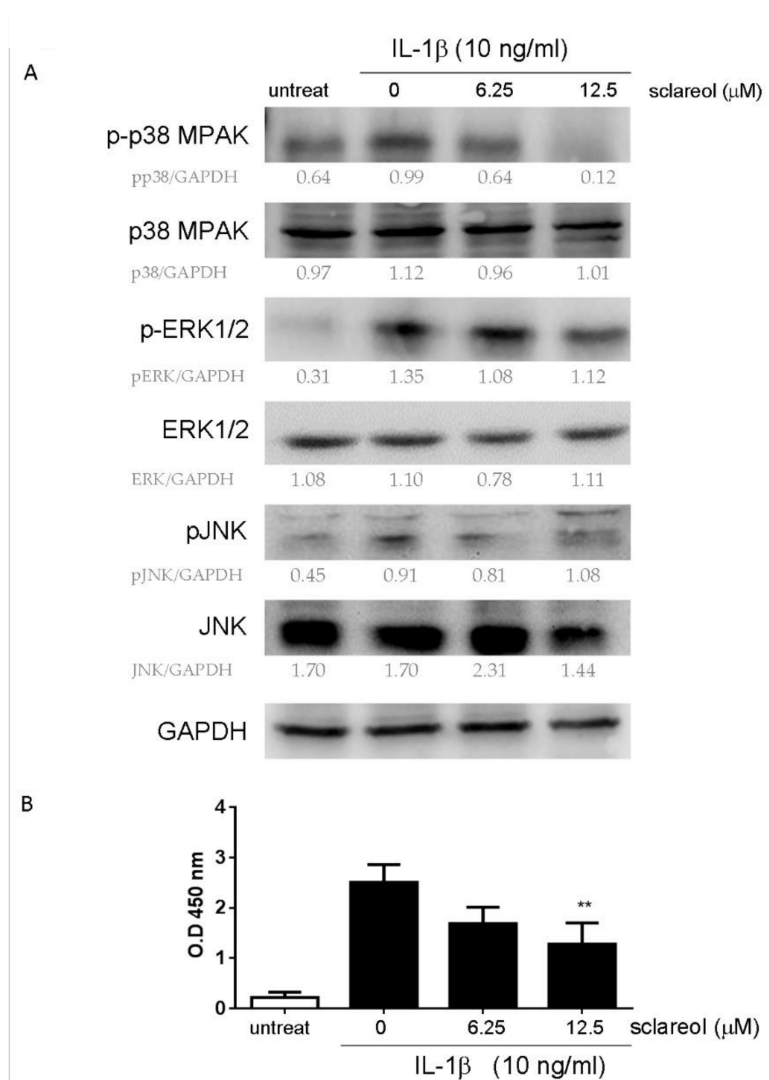 A
IL-1β (10 ng/ml)
untreat 0 6.25 12.5 sclareol (μM)
p-p38 MPAK
pp38/GAPDH 0.64 0.99 0.64 0.12
p38 MPAK
p38/GAPDH 0.97 1.12 0.96 1.01
p-ERK1/2
pERK/GAPDH 0.31 1.35 1.08 1.12
ERK1/2
ERK/GAPDH 1.08 1.10 0.78 1.11
pJNK
pJNK/GAPDH 0.45 0.91 0.81 1.08
JNK
JNK/GAPDH 1.70 1.70 2.31 1.44
GAPDH
B
O.D 450 nm
4
3
2
1
0
**
untreat 0 6.25 12.5 sclareol (μM)
IL-1β (10 ng/ml)